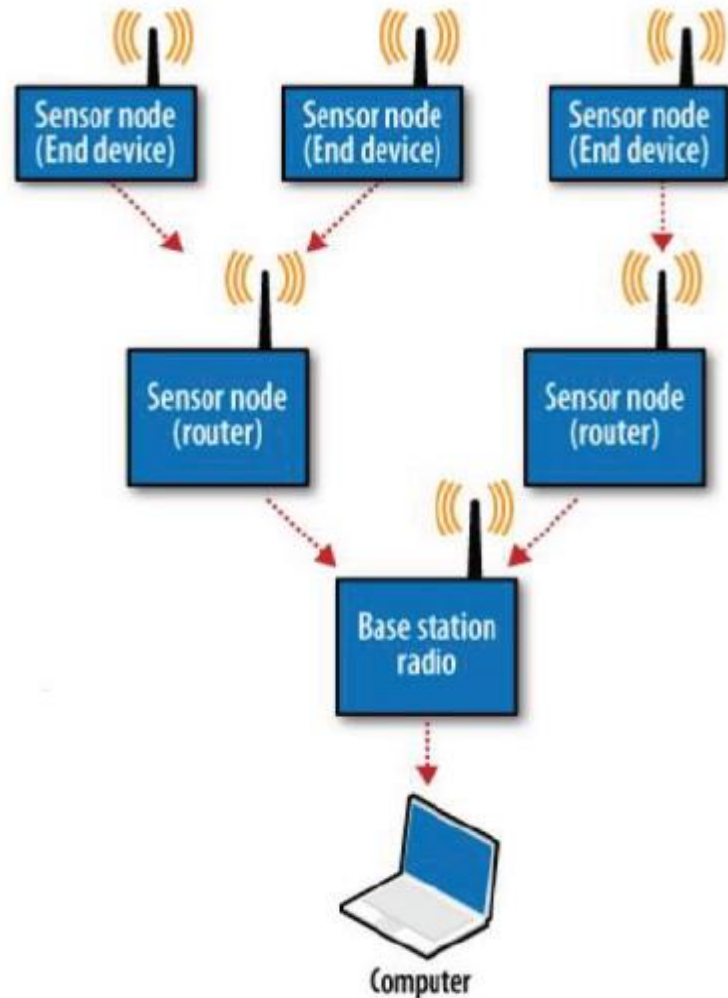 Sensor node
(End device)
Sensor node
(End device)
Sensor node
(End device)
Sensor node
(router)
Sensor node
(router)
Base station
radio
Computer